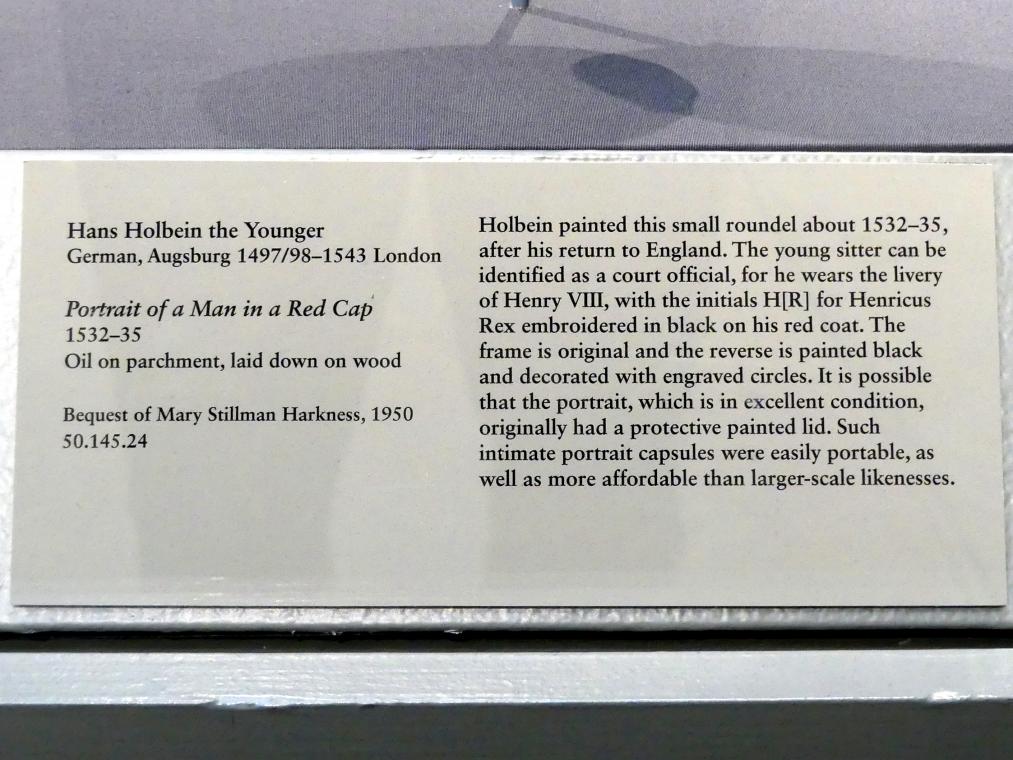 Hans Holbein the Younger
German, Augsburg 1497/98–1543 London
Portrait of a Man in a Red Cap
1532–35
Oil on parchment, laid down on wood
Bequest of Mary Stillman Harkness, 1950
50.145.24
Holbein painted this small roundel about 1532–35,
after his return to England. The young sitter can be
identified as a court official, for he wears the livery
of Henry VIII, with the initials H[R] for Henricus
Rex embroidered in black on his red coat. The
frame is original and the reverse is painted black
and decorated with engraved circles. It is possible
that the portrait, which is in excellent condition,
originally had a protective painted lid. Such
intimate portrait capsules were easily portable, as
well as more affordable than larger-scale likenesses.